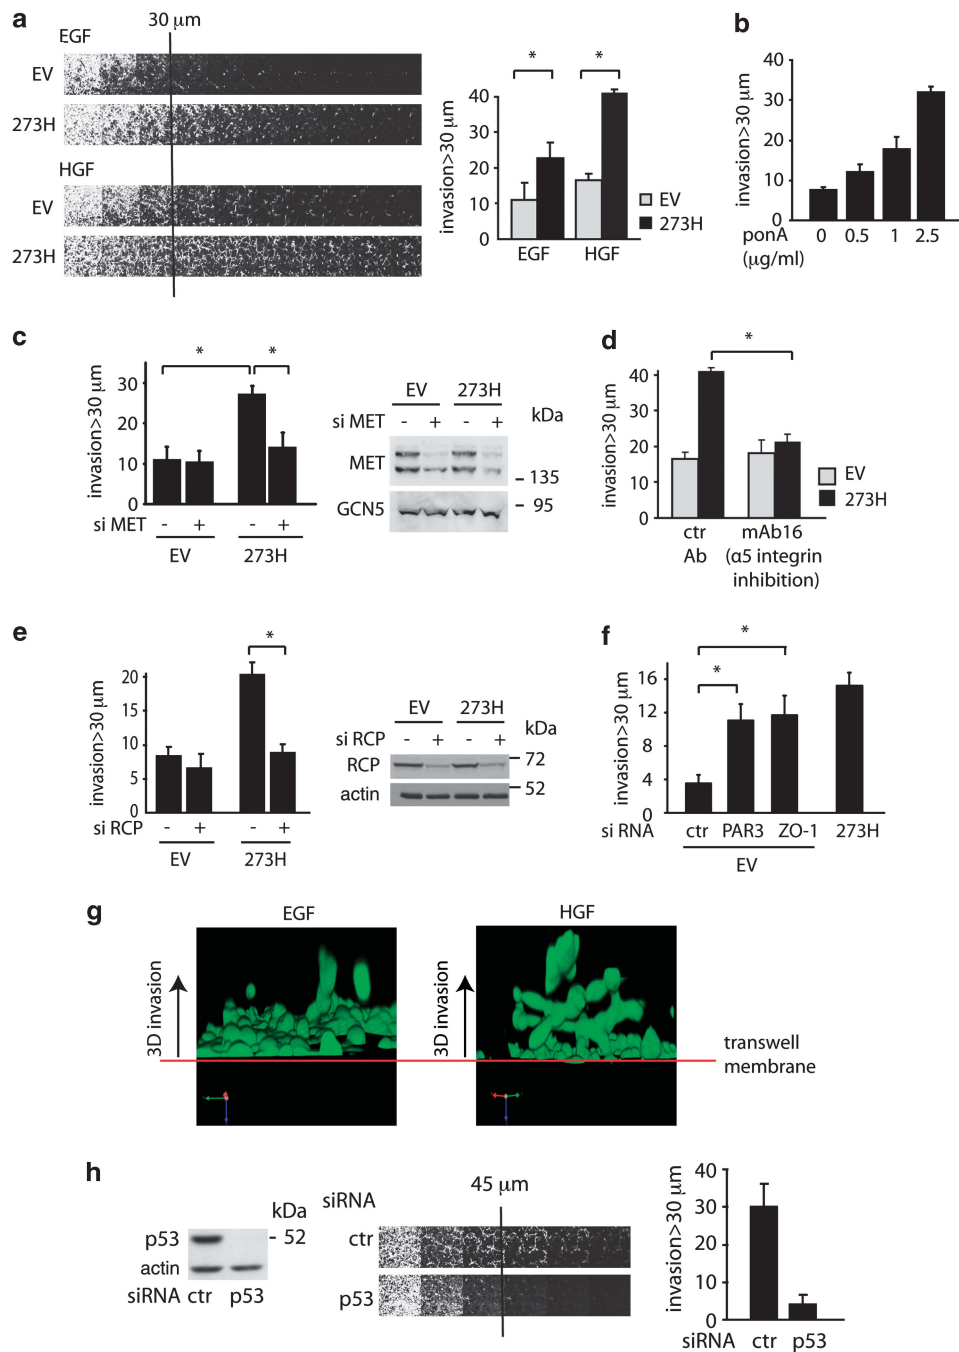 a
30 μm
EGF
EV
273H
HGF
EV
273H
invasion>30 μm
40
30
20
10
0
* *
EGF HGF
EV
273H
b
invasion>30 μm
40
30
20
10
0
ponA 0 0.5 1 2.5
(μg/ml)
c
invasion>30 μm
30
20
10
0
* *
si MET - + - +
EV 273H
EV 273H
si MET - + - +
kDa
MET
- 135
GCN5
- 95
d
invasion>30 μm
40
30
20
10
0
*
EV
273H
ctr Ab
mAb16
(α5 integrin
inhibition)
e
invasion>30 μm
20
15
10
5
0
*
si RCP - + - +
EV 273H
EV 273H
si RCP - + - +
kDa
RCP
72
actin
52
f
invasion>30 μm
16
12
8
4
0
*
*
si RNA ctr PAR3 ZO-1 273H
EV
g
EGF
HGF
3D invasion
3D invasion
transwell
membrane
h
kDa
p53
- 52
actin
siRNA ctr p53
siRNA
45 μm
ctr
p53
invasion>30 μm
40
30
20
10
0
siRNA ctr p53